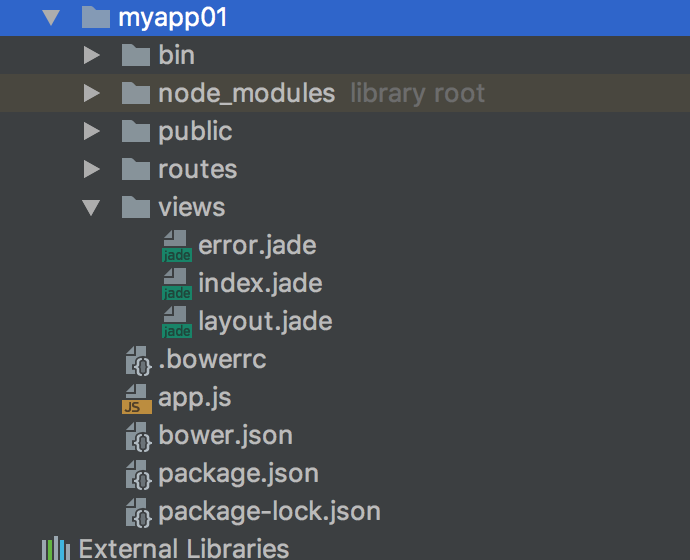 myapp01
bin
node_modules library root
public
routes
views
jade error.jade
jade index.jade
jade layout.jade
{} .bowerrc
JS app.js
{} bower.json
{} package.json
{} package-lock.json
External Libraries